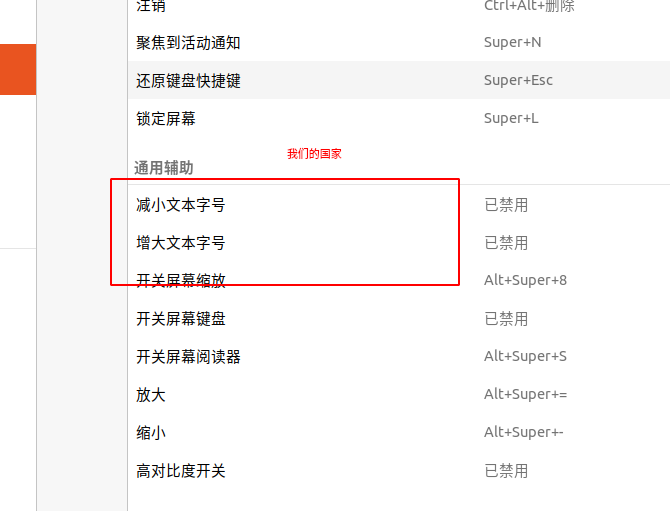 注销 Ctrl+Alt+删除
聚焦到活动通知 Super+N
还原键盘快捷键 Super+Esc
锁定屏幕 Super+L
我们的国家
通用辅助
减小文本字号 已禁用
增大文本字号 已禁用
开关屏幕缩放 Alt+Super+8
开关屏幕键盘 已禁用
开关屏幕阅读器 Alt+Super+S
放大 Alt+Super+=
缩小 Alt+Super+-
高对比度开关 已禁用